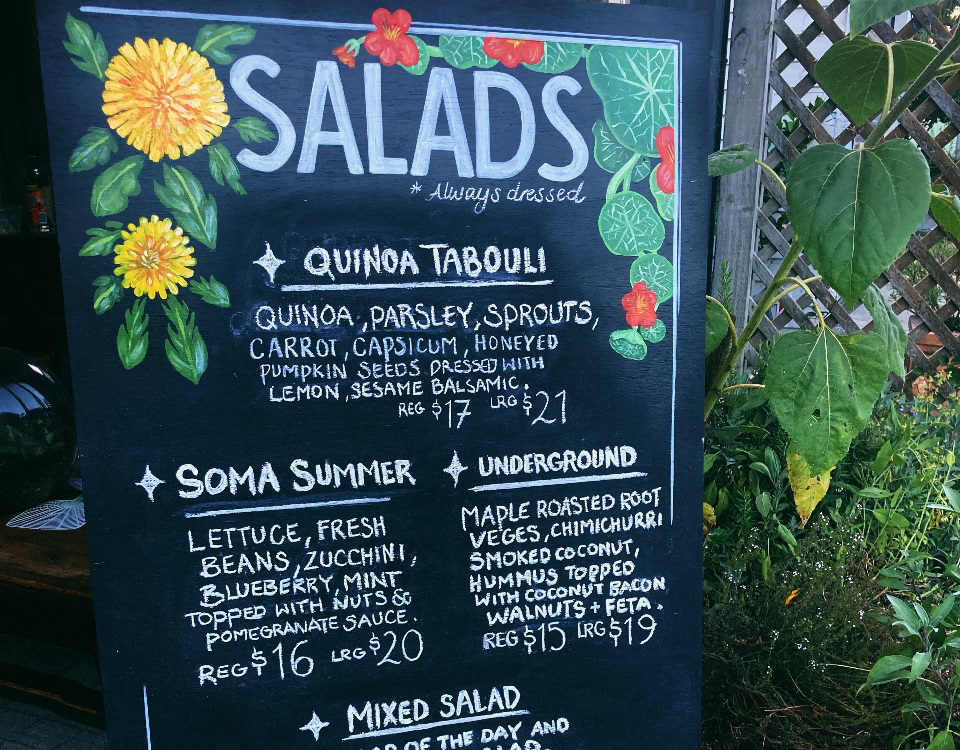 SALADS
* Always dressed
QUINOA TABOULI
QUINOA, PARSLEY, SPROUTS,
CARROT, CAPSICUM, HONEYED
PUMPKIN SEEDS DRESSED WITH
LEMON, SESAME BALSAMIC.
REG $17 LRG $21
SOMA SUMMER
LETTUCE, FRESH
BEANS, ZUCCHINI,
BLUEBERRY, MINT
TOPPED WITH NUTS &
POMEGRANATE SAUCE.
REG $16 LRG $20
UNDERGROUND
MAPLE ROASTED ROOT
VEGES, CHIMICHURRI
SMOKED COCONUT,
HUMMUS TOPPED
WITH COCONUT BACON
WALNUTS + FETA.
REG $15 LRG $19
MIXED SALAD
OF THE DAY AND